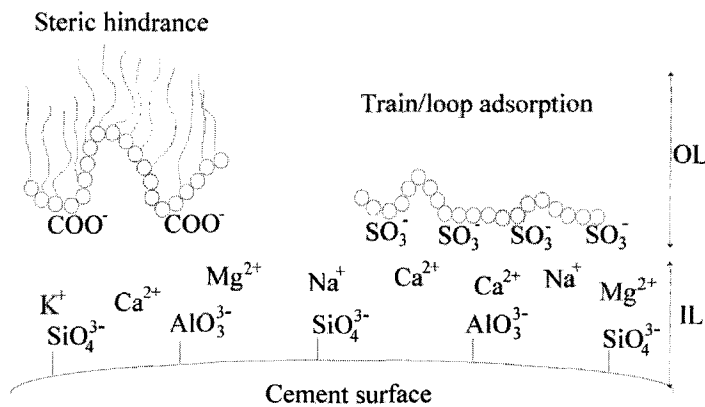 Steric hindrance
Train/loop adsorption
OL
COO⁻ COO⁻
SO₃⁻ SO₃⁻ SO₃⁻ SO₃⁻
K⁺ Ca²⁺ Mg²⁺ Na⁺ Ca²⁺ Ca²⁺ Na⁺ Mg²⁺
IL
SiO₄³⁻ AlO₃³⁻ SiO₄³⁻ AlO₃³⁻ SiO₄³⁻
Cement surface